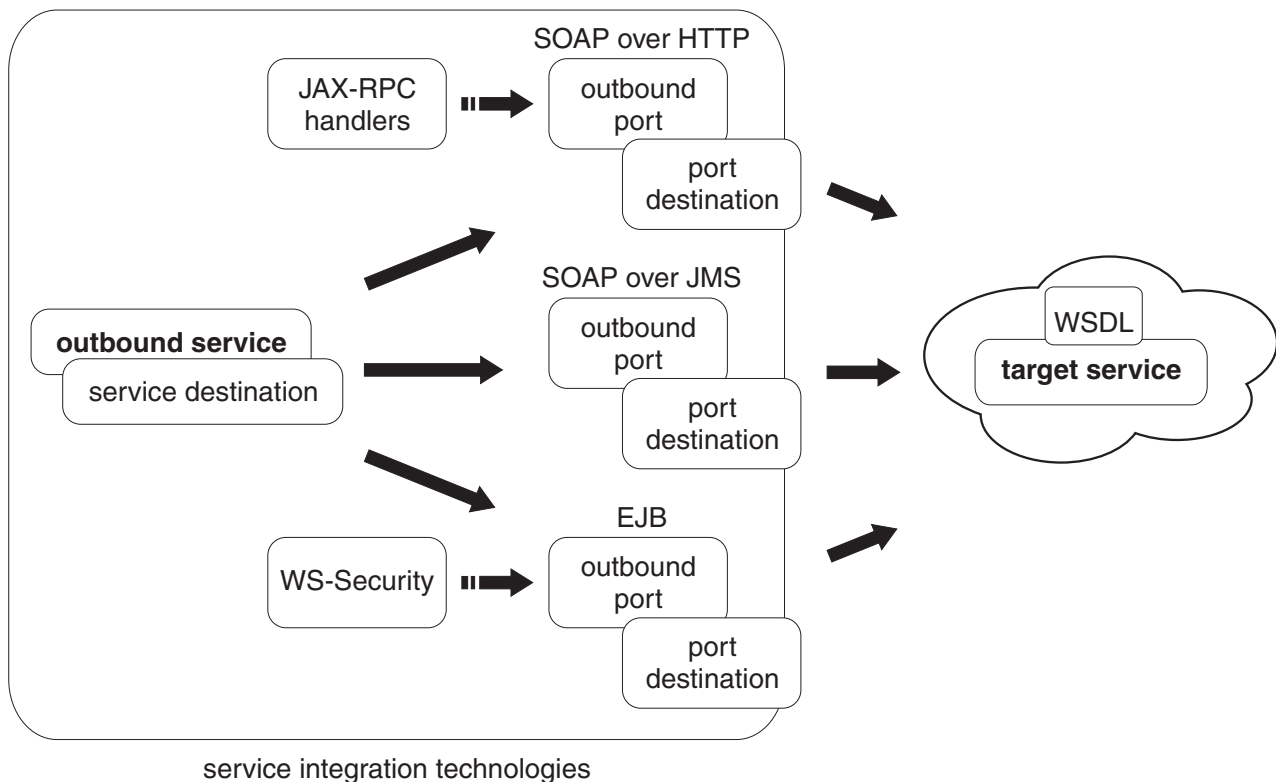 SOAP over HTTP
JAX-RPC
handlers
outbound
port
port
destination
SOAP over JMS
outbound service
service destination
outbound
port
port
destination
WSDL
target service
EJB
WS-Security
outbound
port
port
destination
service integration technologies